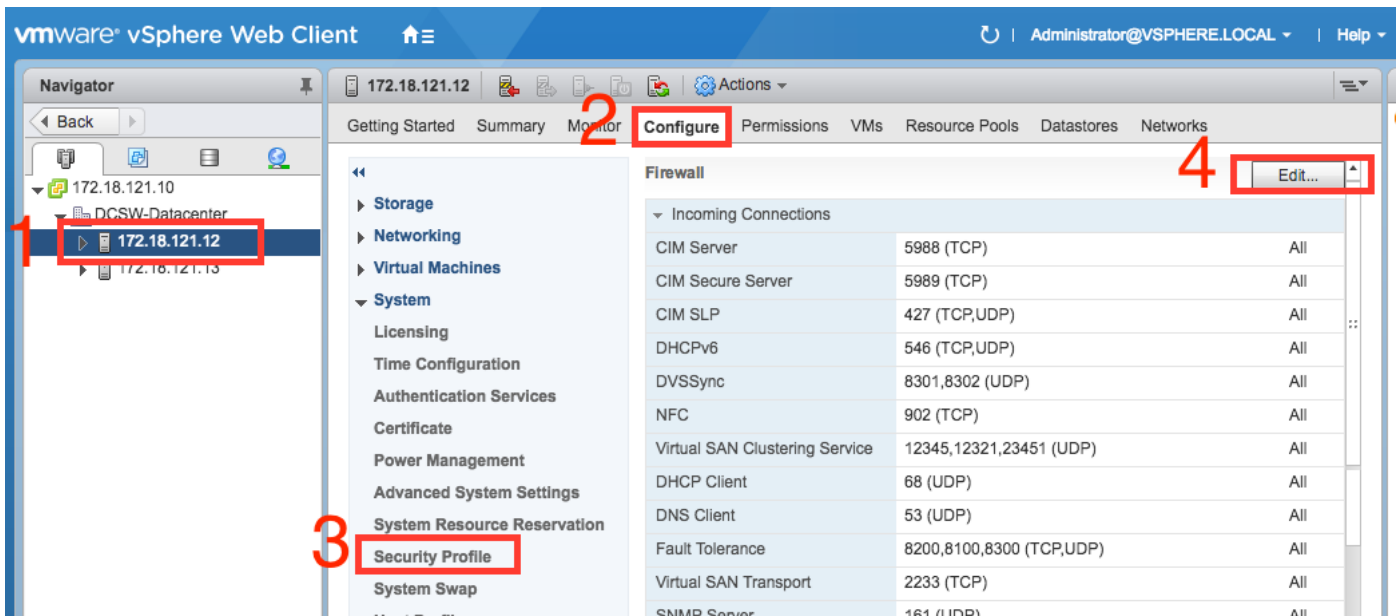 vmware® vSphere Web Client
Administrator@VSPHERE.LOCAL | Help
Navigator
Back
172.18.121.10
DCSW-Datacenter
1
172.18.121.12
172.18.121.13
172.18.121.12
Actions
2
Getting Started Summary Monitor Configure Permissions VMs Resource Pools Datastores Networks
Storage
Networking
Virtual Machines
System
Licensing
Time Configuration
Authentication Services
Certificate
Power Management
Advanced System Settings
System Resource Reservation
3
Security Profile
System Swap
Firewall
4
Edit...
Incoming Connections
CIM Server 5988 (TCP) All
CIM Secure Server 5989 (TCP) All
CIM SLP 427 (TCP,UDP) All
DHCPv6 546 (TCP,UDP) All
DVSSync 8301,8302 (UDP) All
NFC 902 (TCP) All
Virtual SAN Clustering Service 12345,12321,23451 (UDP) All
DHCP Client 68 (UDP) All
DNS Client 53 (UDP) All
Fault Tolerance 8200,8100,8300 (TCP,UDP) All
Virtual SAN Transport 2233 (TCP) All
SNMP Server 161 (UDP) All